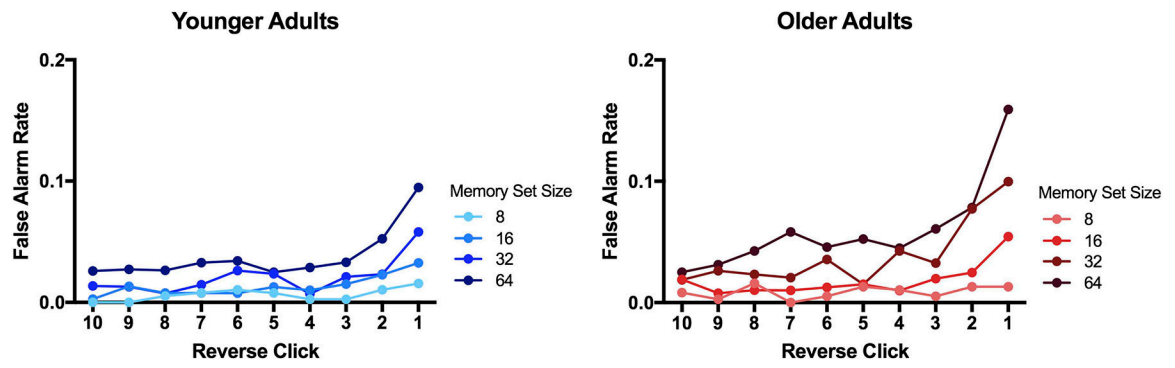 Younger Adults
0.2
0.1
0.0
False Alarm Rate
10 9 8 7 6 5 4 3 2 1
Reverse Click
Memory Set Size
8
16
32
64
Older Adults
0.2
0.1
0.0
False Alarm Rate
10 9 8 7 6 5 4 3 2 1
Reverse Click
Memory Set Size
8
16
32
64